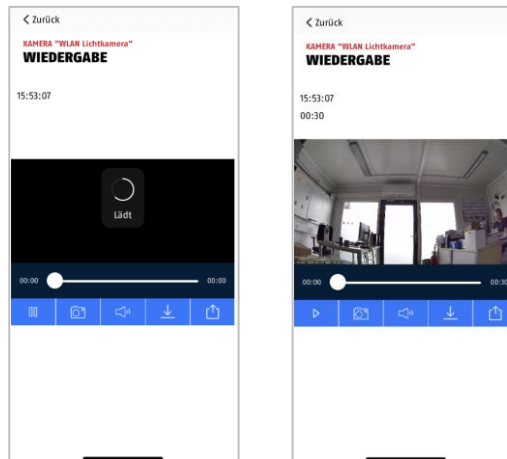 Zurück
KAMERA "WLAN Lichtkamera"
WIEDERGABE
15:53:07
Lädt
00:00 00:00
Zurück
KAMERA "WLAN Lichtkamera"
WIEDERGABE
15:53:07
00:30
00:00 00:30